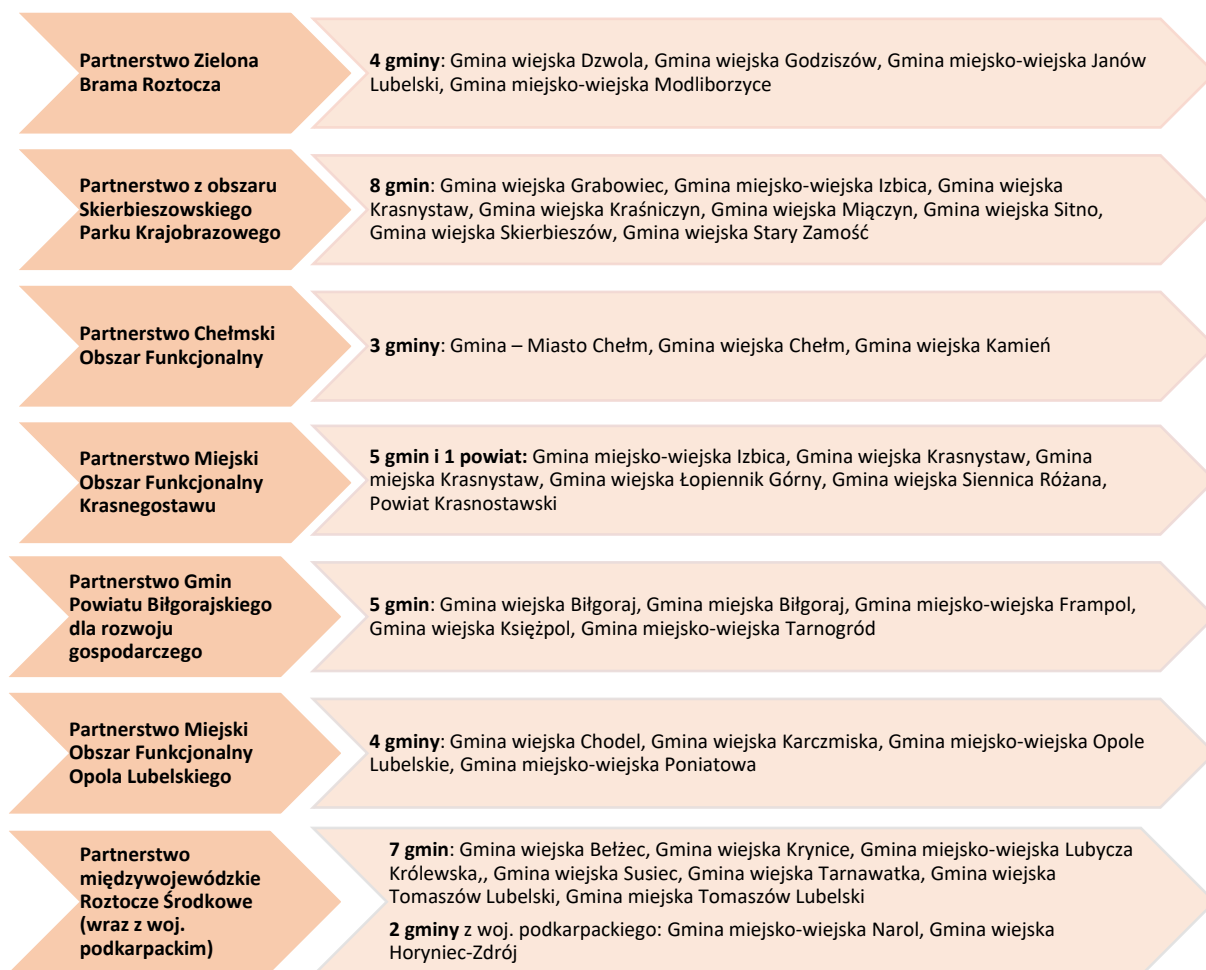 Partnerstwo Zielona
Brama Roztocza
4 gminy: Gmina wiejska Dzwola, Gmina wiejska Godziszów, Gmina miejsko-wiejska Janów
Lubelski, Gmina miejsko-wiejska Modliborzyce
Partnerstwo z obszaru
Skierbieszowskiego
Parku Krajobrazowego
8 gmin: Gmina wiejska Grabowiec, Gmina miejsko-wiejska Izbica, Gmina wiejska
Krasnystaw, Gmina wiejska Kraśniczyn, Gmina wiejska Miączyn, Gmina wiejska Sitno,
Gmina wiejska Skierbieszów, Gmina wiejska Stary Zamość
Partnerstwo Chełmski
Obszar Funkcjonalny
3 gminy: Gmina – Miasto Chełm, Gmina wiejska Chełm, Gmina wiejska Kamień
Partnerstwo Miejski
Obszar Funkcjonalny
Krasnegostawu
5 gmin i 1 powiat: Gmina miejsko-wiejska Izbica, Gmina wiejska Krasnystaw, Gmina
miejska Krasnystaw, Gmina wiejska Łopiennik Górny, Gmina wiejska Siennica Różana,
Powiat Krasnostawski
Partnerstwo Gmin
Powiatu Biłgorajskiego
dla rozwoju
gospodarczego
5 gmin: Gmina wiejska Biłgoraj, Gmina miejska Biłgoraj, Gmina miejsko-wiejska Frampol,
Gmina wiejska Księżpol, Gmina miejsko-wiejska Tarnogród
Partnerstwo Miejski
Obszar Funkcjonalny
Opola Lubelskiego
4 gminy: Gmina wiejska Chodel, Gmina wiejska Karczmiska, Gmina miejsko-wiejska Opole
Lubelskie, Gmina miejsko-wiejska Poniatowa
Partnerstwo
międzywojewódzkie
Roztocze Środkowe
(wraz z woj.
podkarpackim)
7 gmin: Gmina wiejska Bełżec, Gmina wiejska Krynice, Gmina miejsko-wiejska Lubycza
Królewska,, Gmina wiejska Susiec, Gmina wiejska Tarnawatka, Gmina wiejska
Tomaszów Lubelski, Gmina miejska Tomaszów Lubelski
2 gminy z woj. podkarpackiego: Gmina miejsko-wiejska Narol, Gmina wiejska
Horyniec-Zdrój